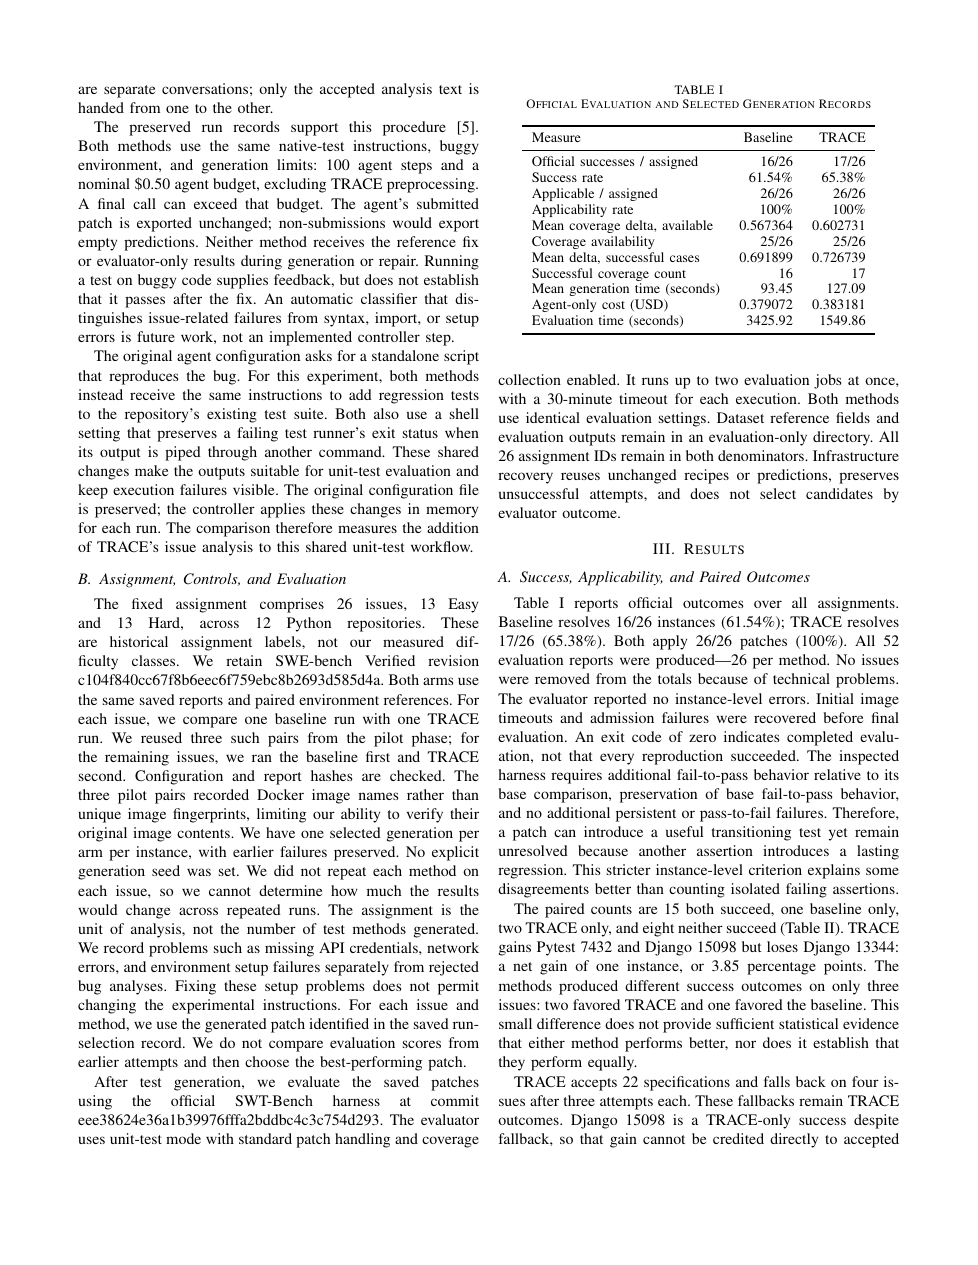 are separate conversations; only the accepted analysis text is
handed from one to the other.
The preserved run records support this procedure [5].
Both methods use the same native-test instructions, buggy
environment, and generation limits: 100 agent steps and a
nominal $0.50 agent budget, excluding TRACE preprocessing.
A final call can exceed that budget. The agent's submitted
patch is exported unchanged; non-submissions would export
empty predictions. Neither method receives the reference fix
or evaluator-only results during generation or repair. Running
a test on buggy code supplies feedback, but does not establish
that it passes after the fix. An automatic classifier that dis-
tinguishes issue-related failures from syntax, import, or setup
errors is future work, not an implemented controller step.
The original agent configuration asks for a standalone script
that reproduces the bug. For this experiment, both methods
instead receive the same instructions to add regression tests
to the repository's existing test suite. Both also use a shell
setting that preserves a failing test runner's exit status when
its output is piped through another command. These shared
changes make the outputs suitable for unit-test evaluation and
keep execution failures visible. The original configuration file
is preserved; the controller applies these changes in memory
for each run. The comparison therefore measures the addition
of TRACE's issue analysis to this shared unit-test workflow.
B. Assignment, Controls, and Evaluation
The fixed assignment comprises 26 issues, 13 Easy
and 13 Hard, across 12 Python repositories. These
are historical assignment labels, not our measured dif-
ficulty classes. We retain SWE-bench Verified revision
c104f840cc67f8b6eec6f759ebc8b2693d585d4a. Both arms use
the same saved reports and paired environment references. For
each issue, we compare one baseline run with one TRACE
run. We reused three such pairs from the pilot phase; for
the remaining issues, we ran the baseline first and TRACE
second. Configuration and report hashes are checked. The
three pilot pairs recorded Docker image names rather than
unique image fingerprints, limiting our ability to verify their
original image contents. We have one selected generation per
arm per instance, with earlier failures preserved. No explicit
generation seed was set. We did not repeat each method on
each issue, so we cannot determine how much the results
would change across repeated runs. The assignment is the
unit of analysis, not the number of test methods generated.
We record problems such as missing API credentials, network
errors, and environment setup failures separately from rejected
bug analyses. Fixing these setup problems does not permit
changing the experimental instructions. For each issue and
method, we use the generated patch identified in the saved run-
selection record. We do not compare evaluation scores from
earlier attempts and then choose the best-performing patch.
After test generation, we evaluate the saved patches
using the official SWT-Bench harness at commit
eee38624e36a1b39976fffa2bddbc4c3c754d293. The evaluator
uses unit-test mode with standard patch handling and coverage
TABLE I
OFFICIAL EVALUATION AND SELECTED GENERATION RECORDS
Measure Baseline TRACE
Official successes / assigned 16/26 17/26
Success rate 61.54% 65.38%
Applicable / assigned 26/26 26/26
Applicability rate 100% 100%
Mean coverage delta, available 0.567364 0.602731
Coverage availability 25/26 25/26
Mean delta, successful cases 0.691899 0.726739
Successful coverage count 16 17
Mean generation time (seconds) 93.45 127.09
Agent-only cost (USD) 0.379072 0.383181
Evaluation time (seconds) 3425.92 1549.86
collection enabled. It runs up to two evaluation jobs at once,
with a 30-minute timeout for each execution. Both methods
use identical evaluation settings. Dataset reference fields and
evaluation outputs remain in an evaluation-only directory. All
26 assignment IDs remain in both denominators. Infrastructure
recovery reuses unchanged recipes or predictions, preserves
unsuccessful attempts, and does not select candidates by
evaluator outcome.
III. RESULTS
A. Success, Applicability, and Paired Outcomes
Table I reports official outcomes over all assignments.
Baseline resolves 16/26 instances (61.54%); TRACE resolves
17/26 (65.38%). Both apply 26/26 patches (100%). All 52
evaluation reports were produced—26 per method. No issues
were removed from the totals because of technical problems.
The evaluator reported no instance-level errors. Initial image
timeouts and admission failures were recovered before final
evaluation. An exit code of zero indicates completed evalu-
ation, not that every reproduction succeeded. The inspected
harness requires additional fail-to-pass behavior relative to its
base comparison, preservation of base fail-to-pass behavior,
and no additional persistent or pass-to-fail failures. Therefore,
a patch can introduce a useful transitioning test yet remain
unresolved because another assertion introduces a lasting
regression. This stricter instance-level criterion explains some
disagreements better than counting isolated failing assertions.
The paired counts are 15 both succeed, one baseline only,
two TRACE only, and eight neither succeed (Table II). TRACE
gains Pytest 7432 and Django 15098 but loses Django 13344:
a net gain of one instance, or 3.85 percentage points. The
methods produced different success outcomes on only three
issues: two favored TRACE and one favored the baseline. This
small difference does not provide sufficient statistical evidence
that either method performs better, nor does it establish that
they perform equally.
TRACE accepts 22 specifications and falls back on four is-
sues after three attempts each. These fallbacks remain TRACE
outcomes. Django 15098 is a TRACE-only success despite
fallback, so that gain cannot be credited directly to accepted